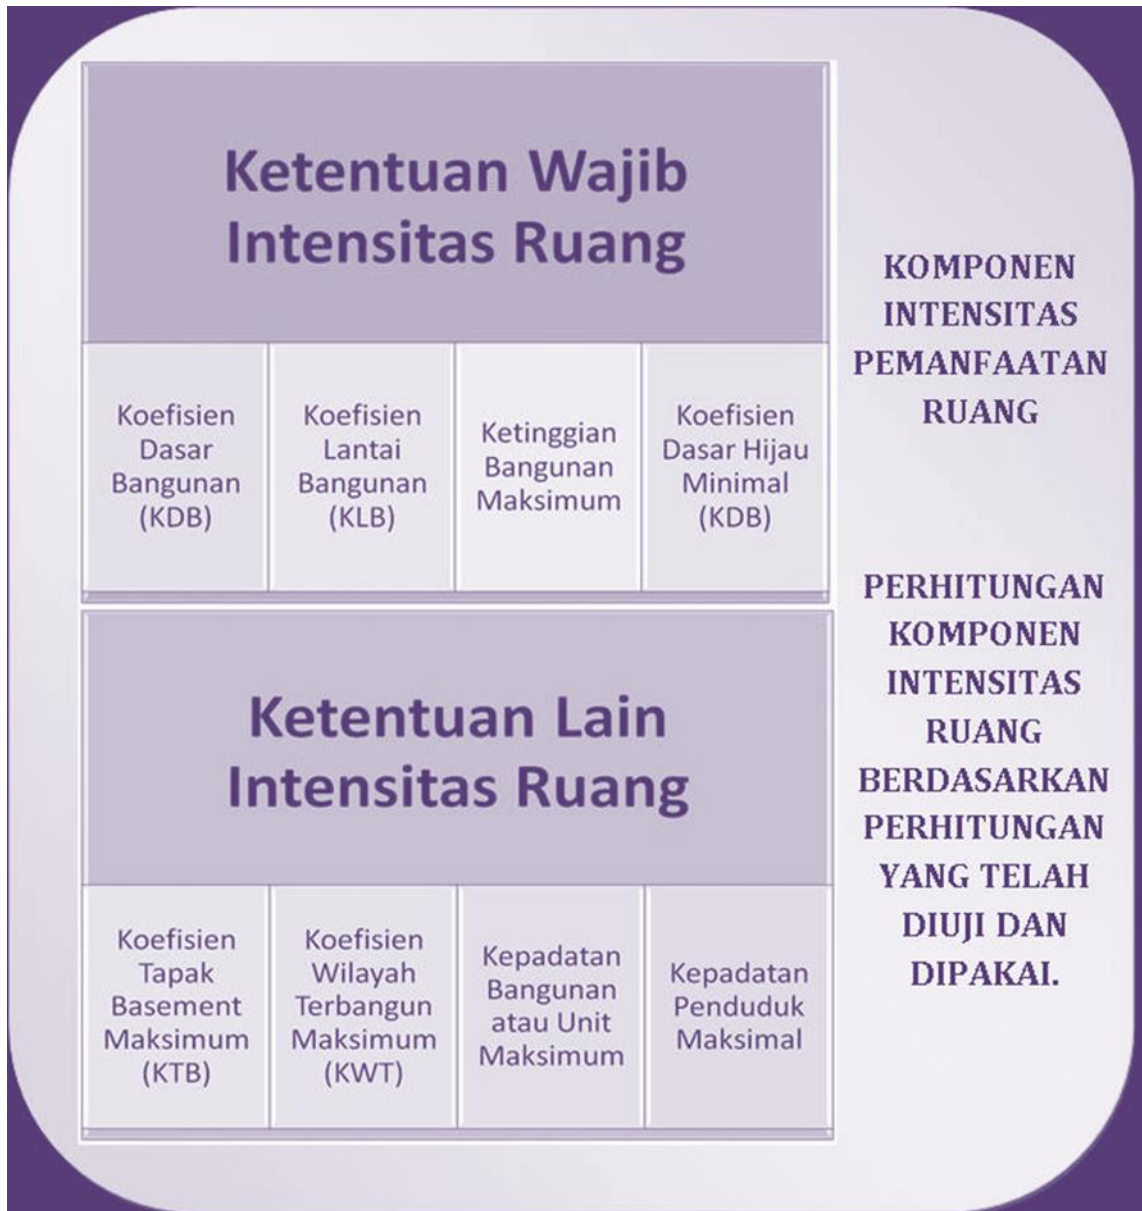 Ketentuan Wajib
Intensitas Ruang
Koefisien
Dasar
Bangunan
(KDB)
Koefisien
Lantai
Bangunan
(KLB)
Ketinggian
Bangunan
Maksimum
Koefisien
Dasar Hijau
Minimal
(KDB)
Ketentuan Lain
Intensitas Ruang
Koefisien
Tapak
Basement
Maksimum
(KTB)
Koefisien
Wilayah
Terbangun
Maksimum
(KWT)
Kepadatan
Bangunan
atau Unit
Maksimum
Kepadatan
Penduduk
Maksimal
KOMPONEN
INTENSITAS
PEMANFAATAN
RUANG
PERHITUNGAN
KOMPONEN
INTENSITAS
RUANG
BERDASARKAN
PERHITUNGAN
YANG TELAH
DIUJI DAN
DIPAKAI.